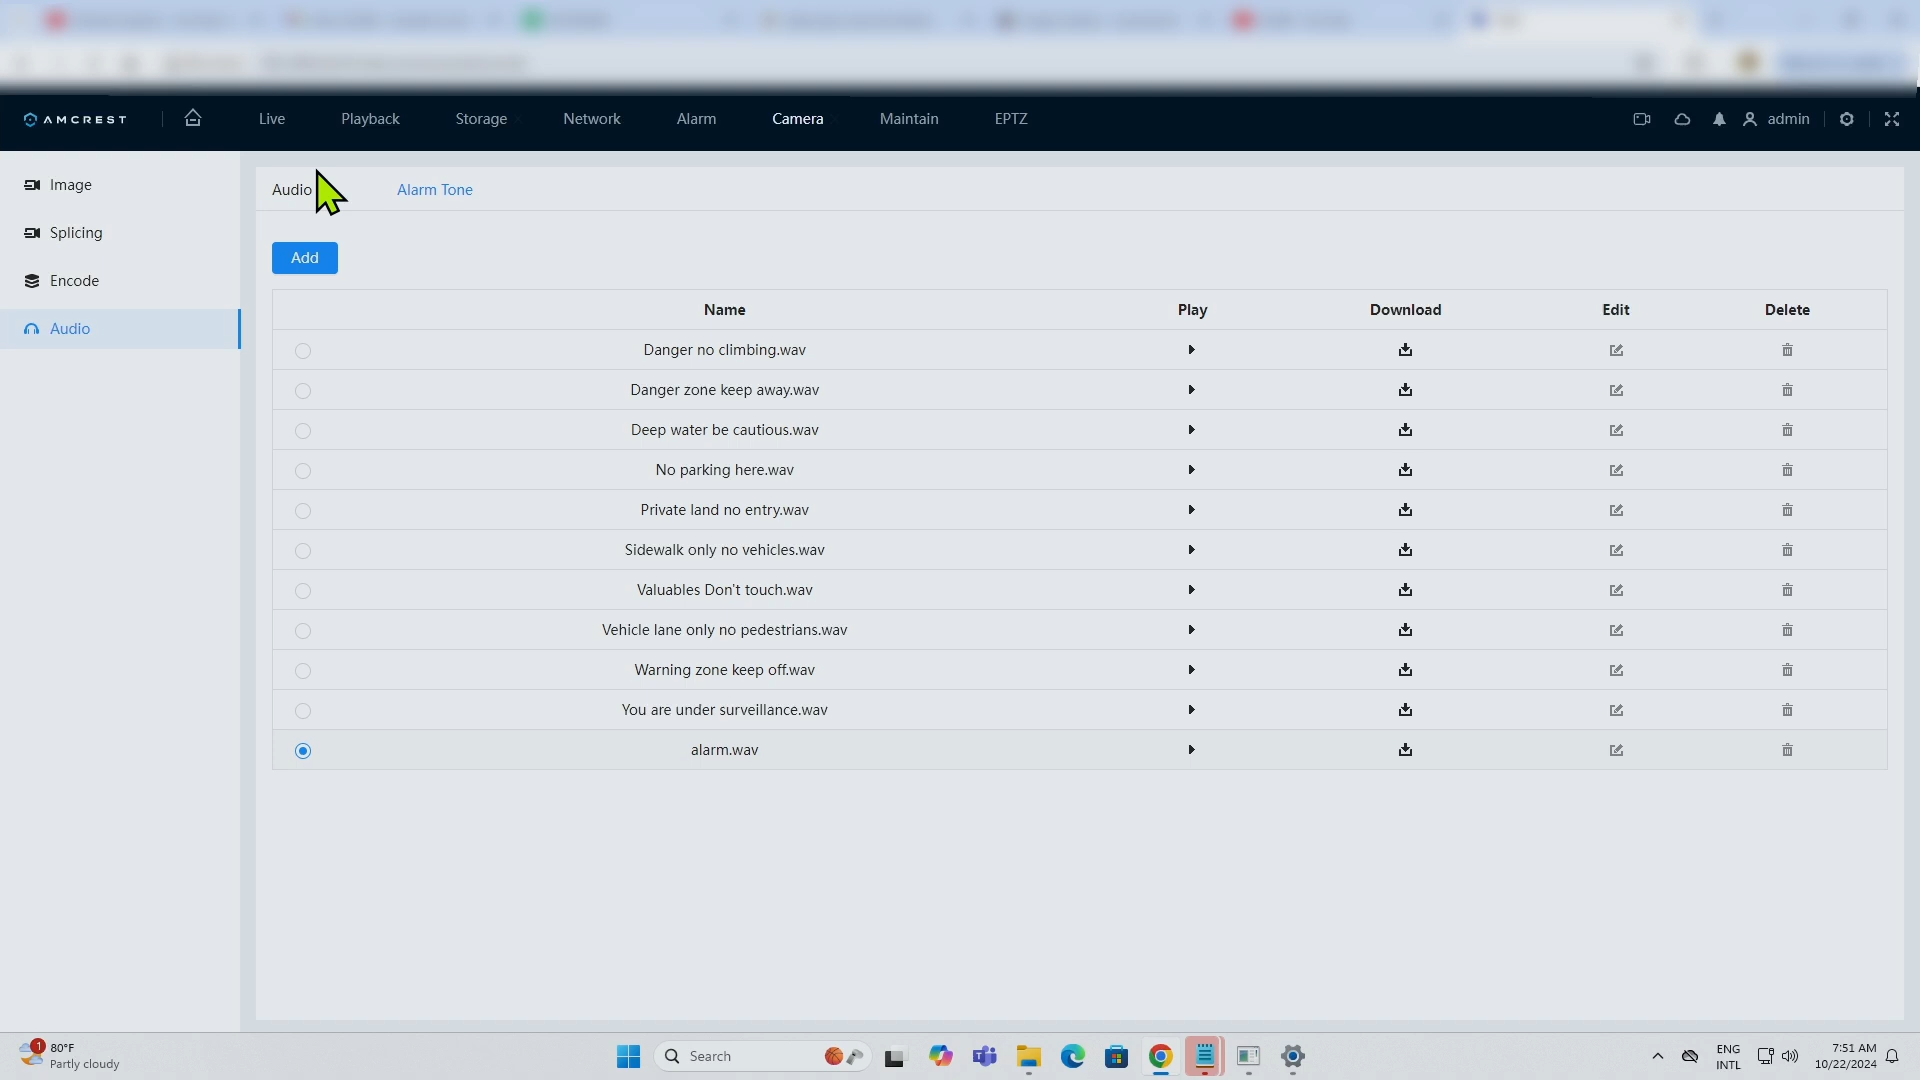 AMCREST Live Playback Storage Network Alarm Camera Maintain EPTZ admin
Image
Splicing
Encode
Audio
Audio Alarm Tone
Add
Name Play Download Edit Delete
Danger no climbing.wav
Danger zone keep away.wav
Deep water be cautious.wav
No parking here.wav
Private land no entry.wav
Sidewalk only no vehicles.wav
Valuables Don't touch.wav
Vehicle lane only no pedestrians.wav
Warning zone keep off.wav
You are under surveillance.wav
alarm.wav
1
80°F
Partly cloudy
Search
ENG
INTL
7:51 AM
10/22/2024